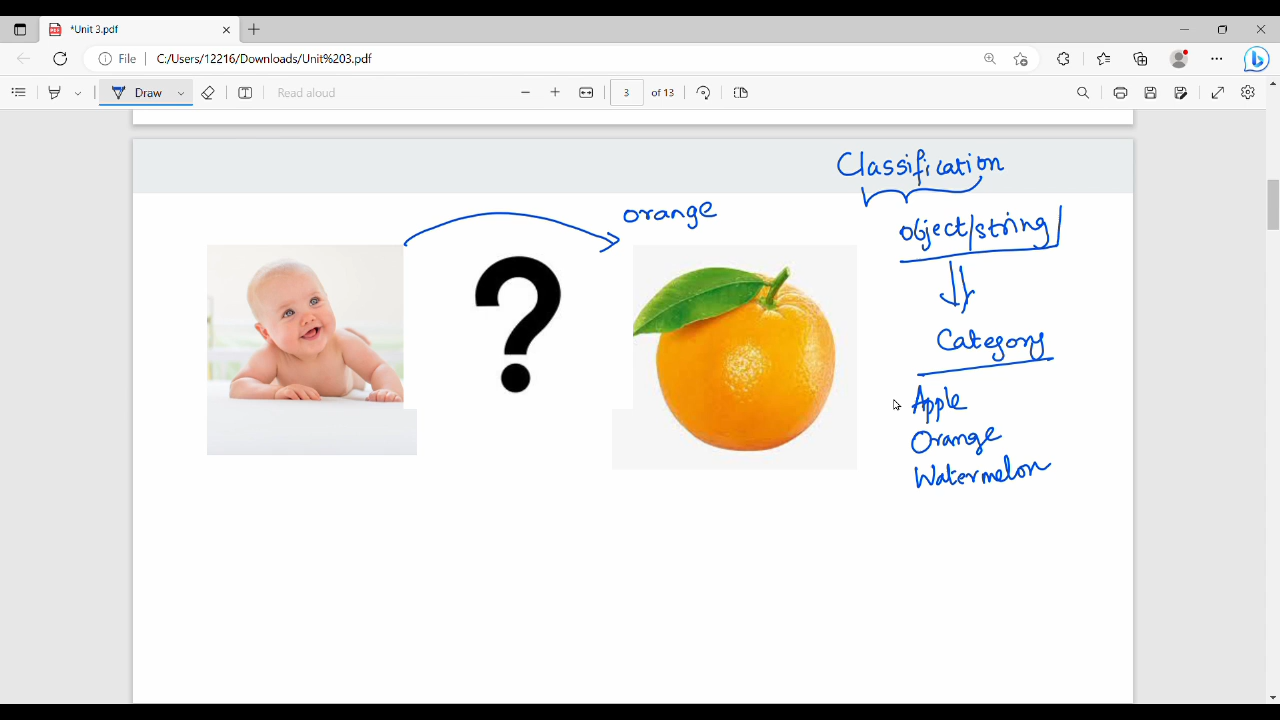 *Unit 3.pdf
File
C:/Users/12216/Downloads/Unit%203.pdf
Draw
Read aloud
3 of 13
Classification
orange
object/string
?
Category
Apple
Orange
Watermelon